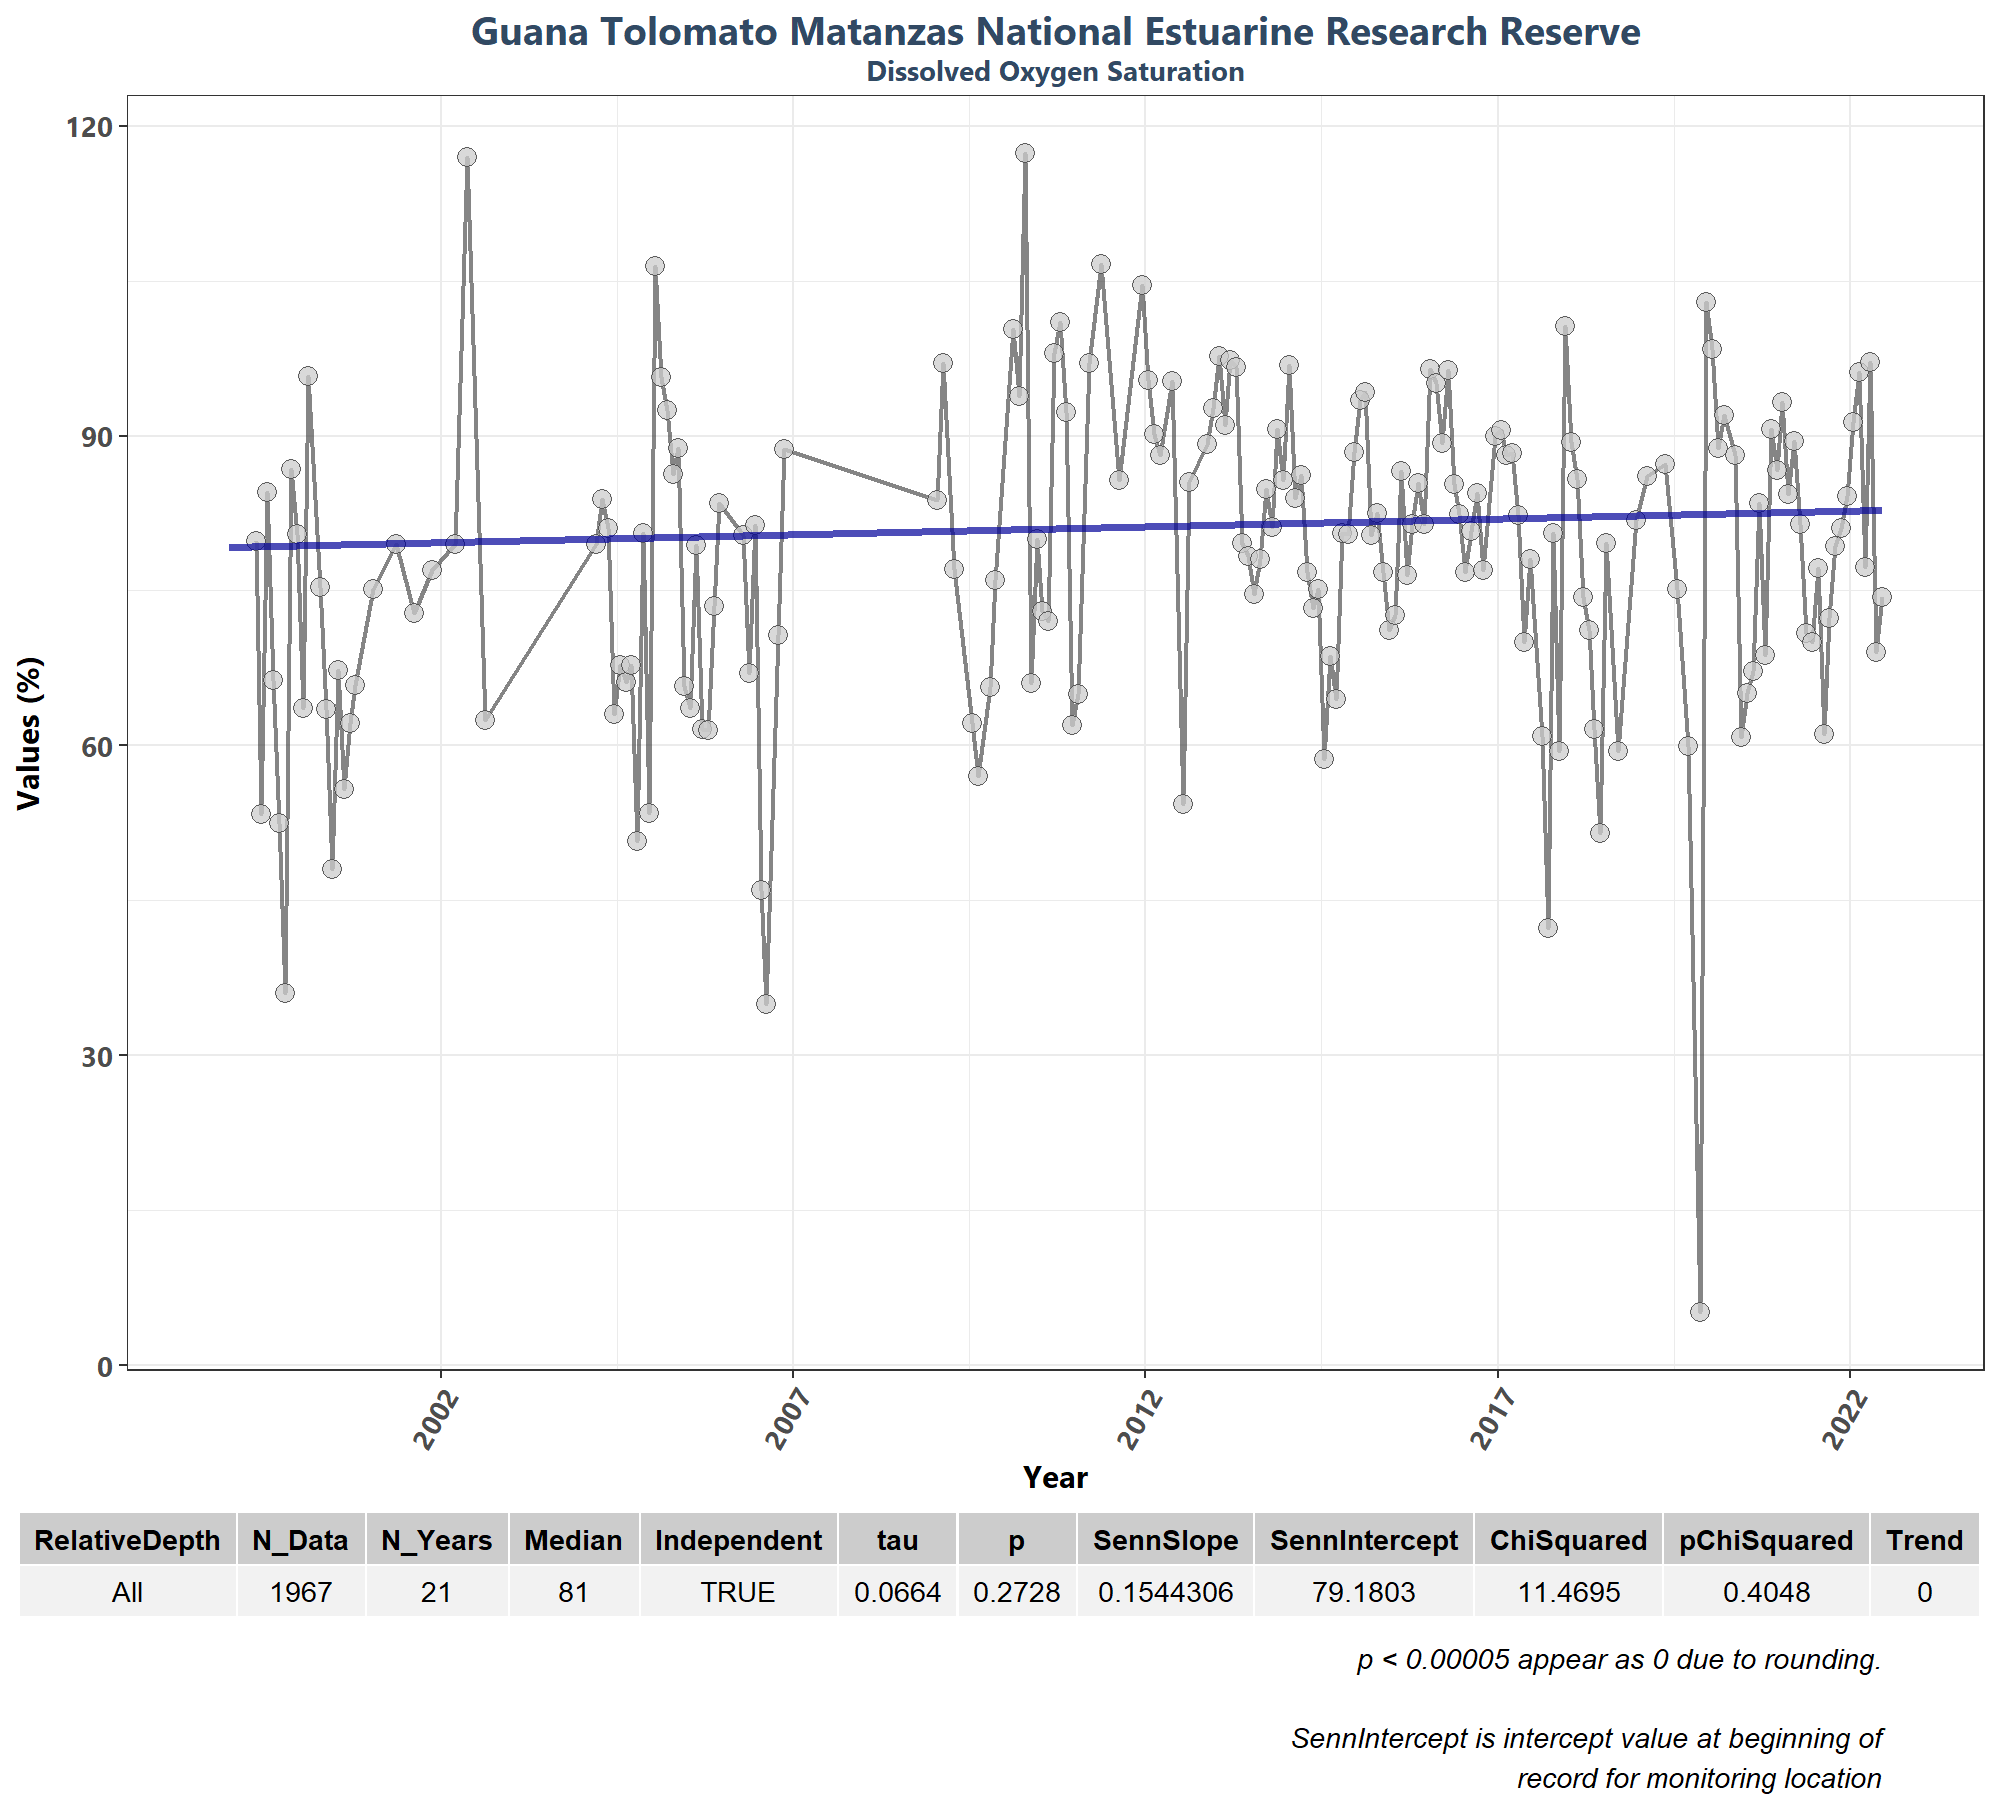 Guana Tolomato Matanzas National Estuarine Research Reserve
Dissolved Oxygen Saturation
120
90
60
30
0
Values (%)
2002
2007
2012
2017
2022
Year
RelativeDepth N_Data N_Years Median Independent tau p SennSlope SennIntercept ChiSquared pChiSquared Trend
All 1967 21 81 TRUE 0.0664 0.2728 0.1544306 79.1803 11.4695 0.4048 0
p < 0.00005 appear as 0 due to rounding.
SennIntercept is intercept value at beginning of
record for monitoring location